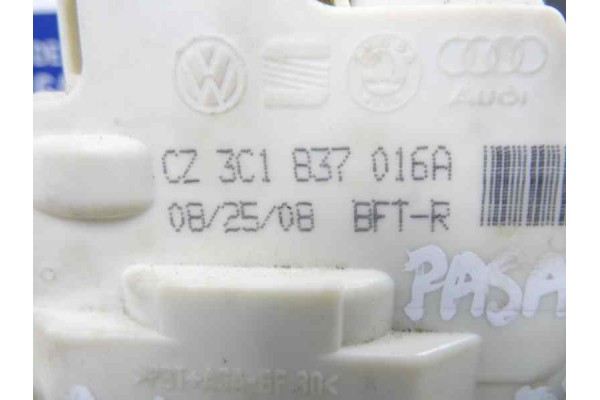 AUDI
CZ 3C1 837 016A
08/25/08 BFT-R
PASA